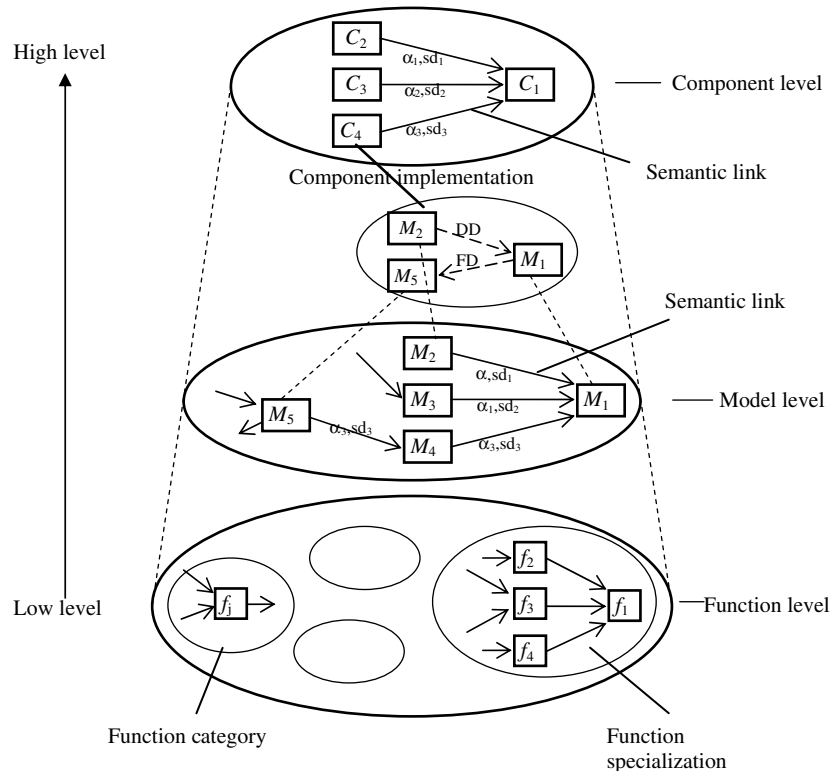 High level
C2
C3
C4
C1
α1,sd1
α2,sd2
α3,sd3
Component level
Semantic link
Component implementation
M2
DD
M1
FD
M5
Semantic link
M2
α,sd1
M3
α1,sd2
M1
M5
α3,sd3
M4
α3,sd3
Model level
Low level
fj
f2
f3
f1
f4
Function level
Function category
Function
specialization